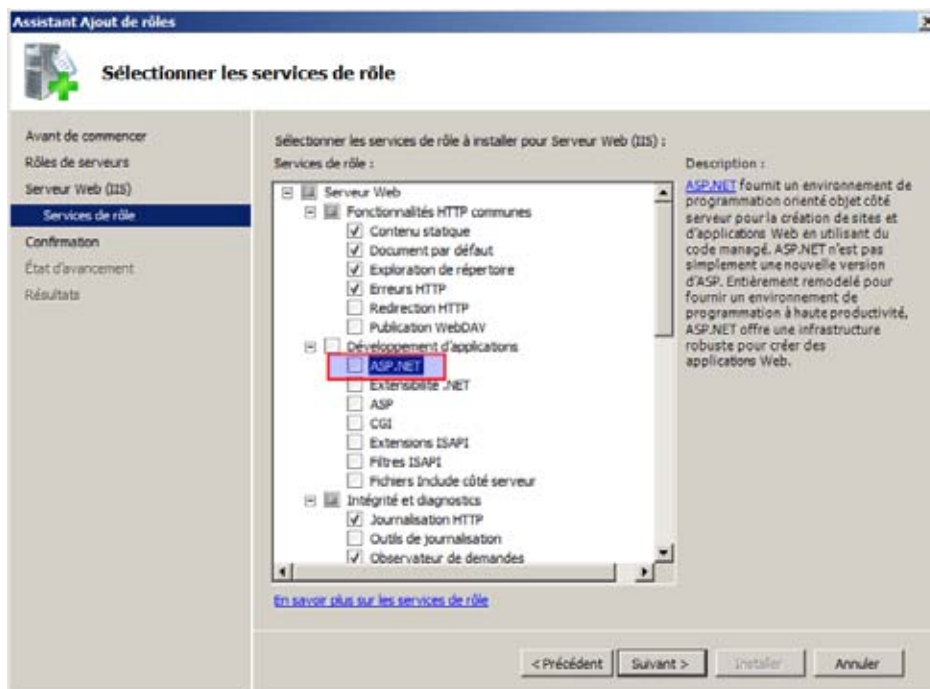 Assistant Ajout de rôles
Sélectionner les services de rôle
Avant de commencer
Rôles de serveurs
Serveur Web (IIS)
Services de rôle
Confirmation
État d'avancement
Résultats
Sélectionner les services de rôle à installer pour Serveur Web (IIS) :
Services de rôle :
Serveur Web
Fonctionnalités HTTP communes
Contenu statique
Document par défaut
Exploration de répertoire
Erreurs HTTP
Redirection HTTP
Publication WebDAV
Développement d'applications
ASP.NET
Extensibilité .NET
ASP
CGI
Extensions ISAPI
Filtres ISAPI
Fichiers Include côté serveur
Intégrité et diagnostics
Journalisation HTTP
Outils de journalisation
Observateur de demandes
En savoir plus sur les services de rôle
Description :
ASP.NET fournit un environnement de
programmation orienté objet côté
serveur pour la création de sites et
d'applications Web en utilisant du
code managé. ASP.NET n'est pas
simplement une nouvelle version
d'ASP. Entièrement remodelé pour
fournir un environnement de
programmation à haute productivité,
ASP.NET offre une infrastructure
robuste pour créer des
applications Web.
< Précédent
Suivant >
Installer
Annuler